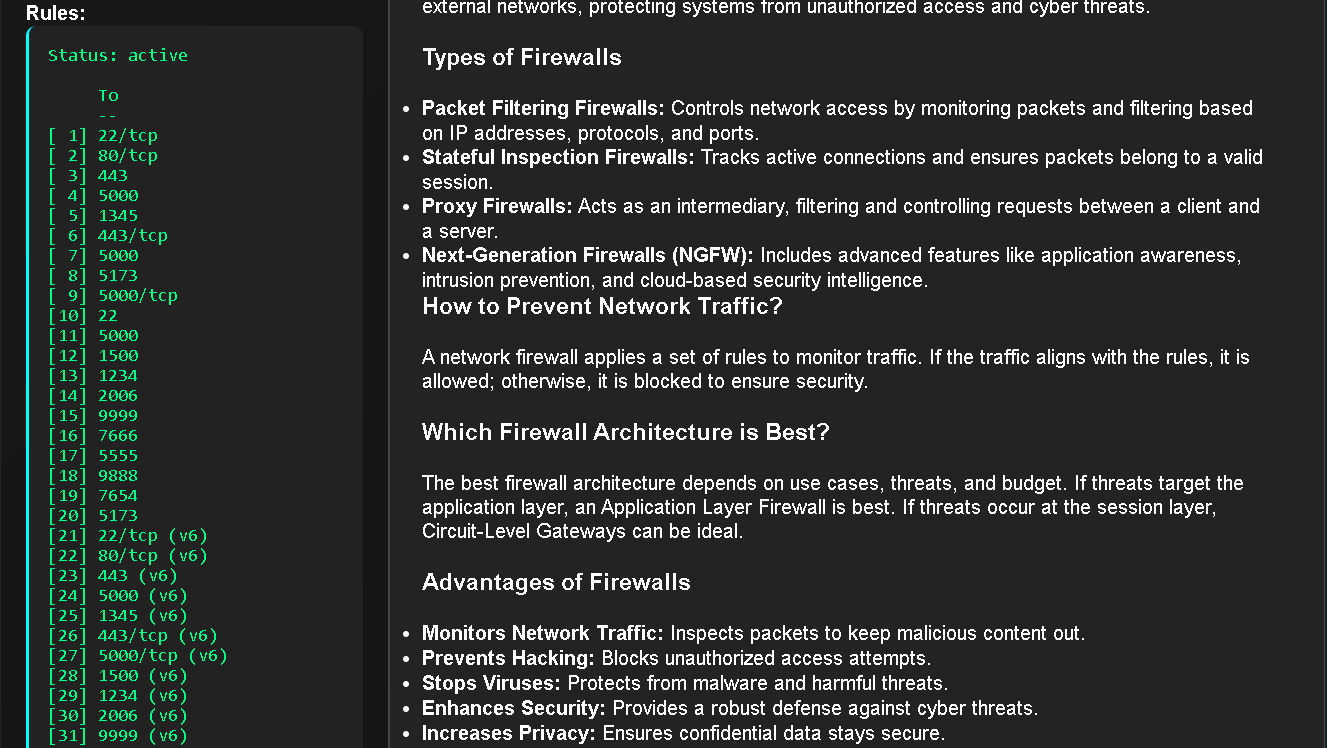 Rules:
Status: active
To
--
[ 1] 22/tcp
[ 2] 80/tcp
[ 3] 443
[ 4] 5000
[ 5] 1345
[ 6] 443/tcp
[ 7] 5000
[ 8] 5173
[ 9] 5000/tcp
[10] 22
[11] 5000
[12] 1500
[13] 1234
[14] 2006
[15] 9999
[16] 7666
[17] 5555
[18] 9888
[19] 7654
[20] 5173
[21] 22/tcp (v6)
[22] 80/tcp (v6)
[23] 443 (v6)
[24] 5000 (v6)
[25] 1345 (v6)
[26] 443/tcp (v6)
[27] 5000/tcp (v6)
[28] 1500 (v6)
[29] 1234 (v6)
[30] 2006 (v6)
[31] 9999 (v6)
external networks, protecting systems from unauthorized access and cyber threats.
Types of Firewalls
• Packet Filtering Firewalls: Controls network access by monitoring packets and filtering based
on IP addresses, protocols, and ports.
• Stateful Inspection Firewalls: Tracks active connections and ensures packets belong to a valid
session.
• Proxy Firewalls: Acts as an intermediary, filtering and controlling requests between a client and
a server.
• Next-Generation Firewalls (NGFW): Includes advanced features like application awareness,
intrusion prevention, and cloud-based security intelligence.
How to Prevent Network Traffic?
A network firewall applies a set of rules to monitor traffic. If the traffic aligns with the rules, it is
allowed; otherwise, it is blocked to ensure security.
Which Firewall Architecture is Best?
The best firewall architecture depends on use cases, threats, and budget. If threats target the
application layer, an Application Layer Firewall is best. If threats occur at the session layer,
Circuit-Level Gateways can be ideal.
Advantages of Firewalls
• Monitors Network Traffic: Inspects packets to keep malicious content out.
• Prevents Hacking: Blocks unauthorized access attempts.
• Stops Viruses: Protects from malware and harmful threats.
• Enhances Security: Provides a robust defense against cyber threats.
• Increases Privacy: Ensures confidential data stays secure.